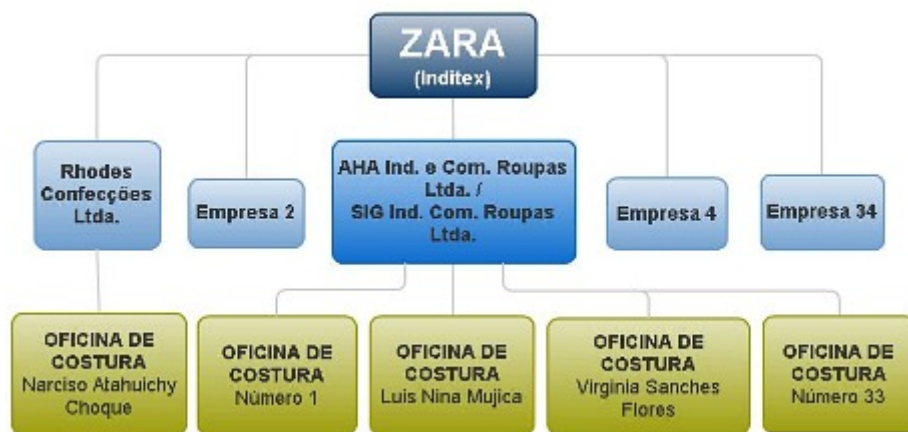 ZARA
(Inditex)
Rhodes
Confecções
Ltda.
Empresa 2
AHA Ind. e Com. Roupas
Ltda. /
SIG Ind. Com. Roupas
Ltda.
Empresa 4
Empresa 34
OFICINA DE
COSTURA
Narciso Atahuichy
Choque
OFICINA DE
COSTURA
Número 1
OFICINA DE
COSTURA
Luis Nina Mujica
OFICINA DE
COSTURA
Virginia Sanches
Flores
OFICINA DE
COSTURA
Número 33